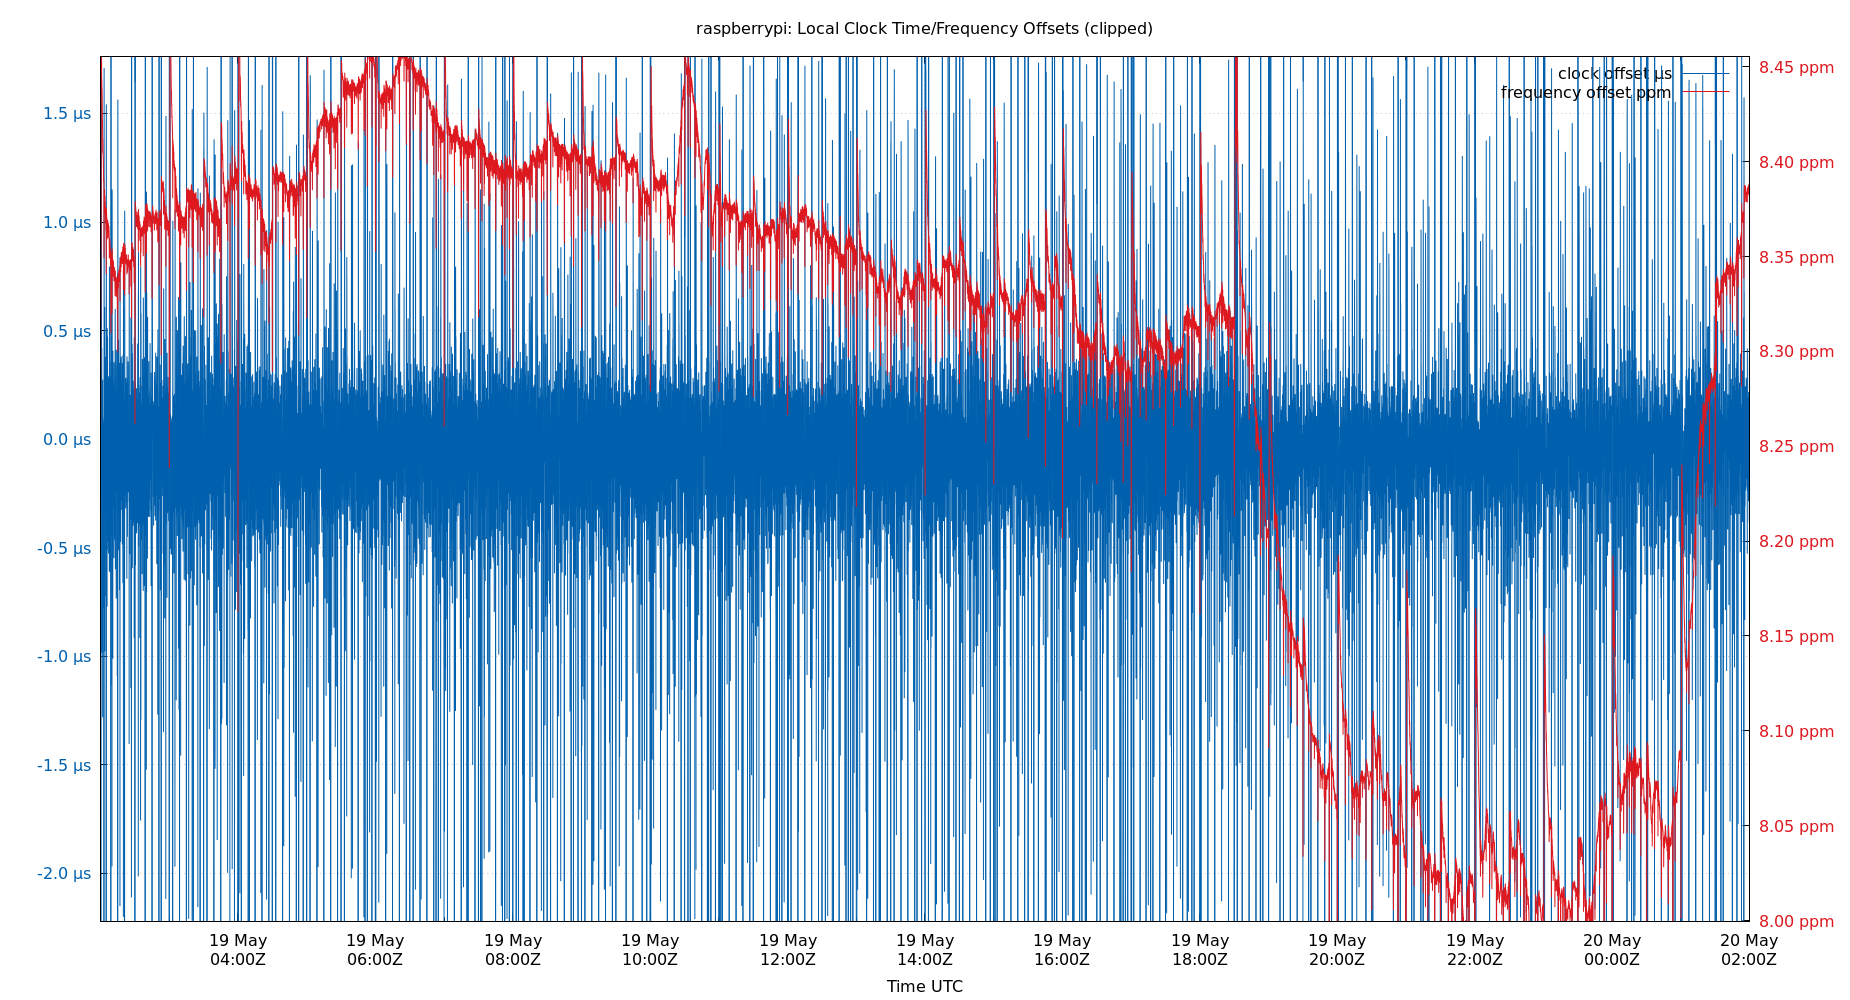 raspberrypi: Local Clock Time/Frequency Offsets (clipped)
clock offset µs
frequency offset ppm
1.5 µs
1.0 µs
0.5 µs
0.0 µs
-0.5 µs
-1.0 µs
-1.5 µs
-2.0 µs
8.45 ppm
8.40 ppm
8.35 ppm
8.30 ppm
8.25 ppm
8.20 ppm
8.15 ppm
8.10 ppm
8.05 ppm
8.00 ppm
19 May 19 May 19 May 19 May 19 May 19 May 19 May 19 May 19 May 19 May 20 May 20 May
04:00Z 06:00Z 08:00Z 10:00Z 12:00Z 14:00Z 16:00Z 18:00Z 20:00Z 22:00Z 00:00Z 02:00Z
Time UTC